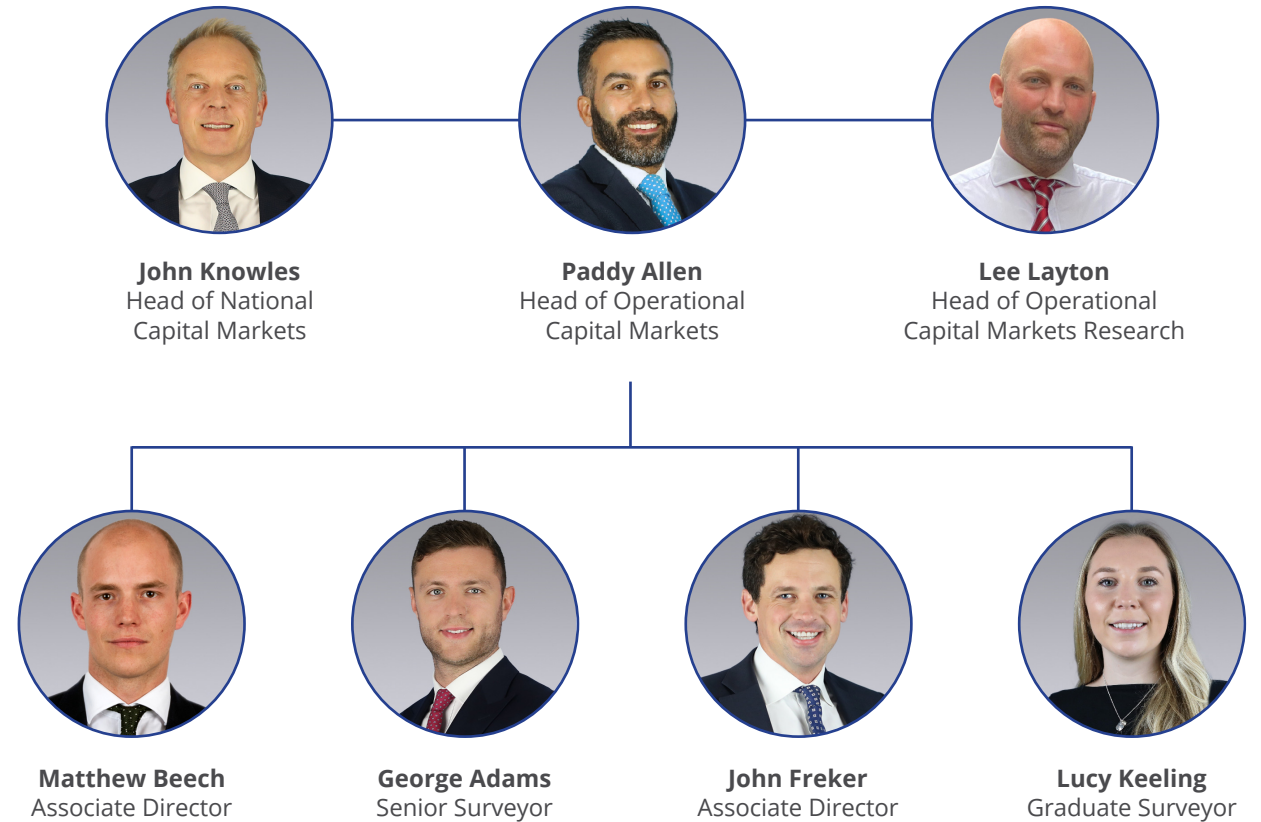 John Knowles
Head of National
Capital Markets
Paddy Allen
Head of Operational
Capital Markets
Lee Layton
Head of Operational
Capital Markets Research
Matthew Beech
Associate Director
George Adams
Senior Surveyor
John Freker
Associate Director
Lucy Keeling
Graduate Surveyor